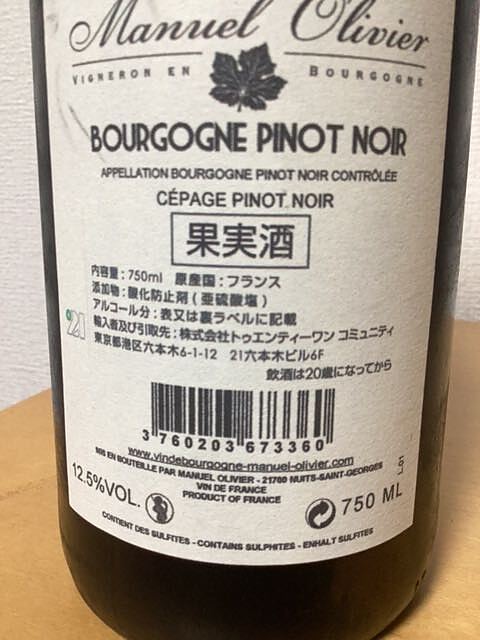 Manuel Olivier
VIGNERON EN BOURGOGNE
BOURGOGNE PINOT NOIR
APPELLATION BOURGOGNE PINOT NOIR CONTRÔLÉE
CÉPAGE PINOT NOIR
果実酒
内容量:750ml 原産国:フランス
添加物:酸化防止剤(亜硫酸塩)
アルコール分:表又は裏ラベルに記載
21
輸入者及び引取先:株式会社トゥエンティーワン コミュニティ
東京都港区六本木6-1-12 21六本木ビル6F
飲酒は20歳になってから
3 760203 673360
www.vindebourgogne-manuel-olivier.com
MIS EN BOUTEILLE PAR MANUEL OLIVIER - 21700 NUITS-SAINT-GEORGES
VIN DE FRANCE
PRODUCT OF FRANCE
12.5%VOL.
750 ML
CONTIENT DES SULFITES - CONTAINS SULPHITES - ENHALT SULFITES